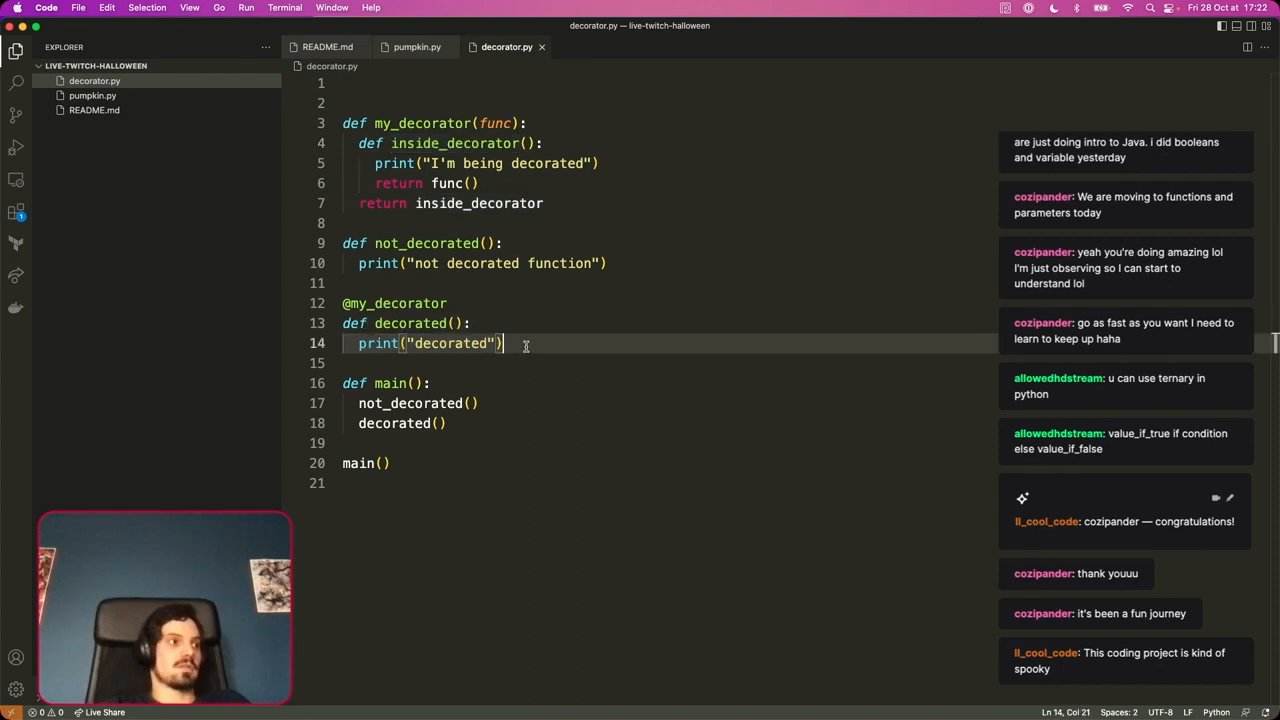 Code File Edit Selection View Go Run Terminal Window Help Fri 28 Oct at 17:22
decorator.py — live-twitch-halloween
EXPLORER
LIVE-TWITCH-HALLOWEEN
decorator.py
pumpkin.py
README.md
README.md pumpkin.py decorator.py
decorator.py
1
2
3 def my_decorator(func):
4 def inside_decorator():
5 print("I'm being decorated")
6 return func()
7 return inside_decorator
8
9 def not_decorated():
10 print("not decorated function")
11
12 @my_decorator
13 def decorated():
14 print("decorated")
15
16 def main():
17 not_decorated()
18 decorated()
19
20 main()
21
are just doing intro to Java. i did booleans
and variable yesterday
cozipander: We are moving to functions and
parameters today
cozipander: yeah you're doing amazing lol
I'm just observing so I can start to
understand lol
cozipander: go as fast as you want I need to
learn to keep up haha
allowedhdstream: u can use ternary in
python
allowedhdstream: value_if_true if condition
else value_if_false
ll_cool_code: cozipander — congratulations!
cozipander: thank youuu
cozipander: it's been a fun journey
ll_cool_code: This coding project is kind of
spooky
1
0 0 Live Share Ln 14, Col 21 Spaces: 2 UTF-8 LF Python